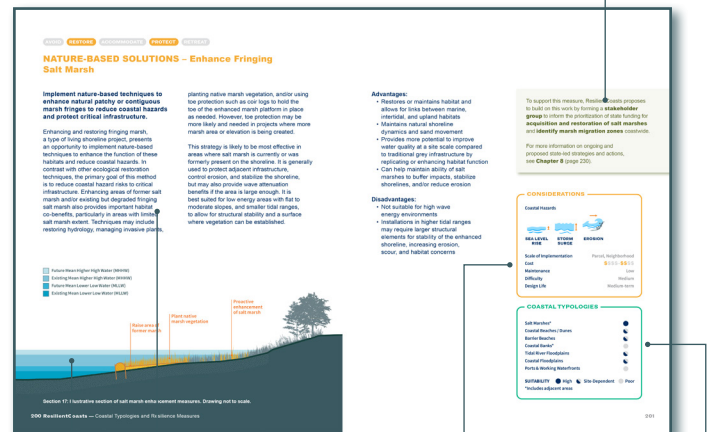 AVOID RESTORE ACCOMMODATE PROTECT RETREAT
NATURE-BASED SOLUTIONS – Enhance Fringing
Salt Marsh
Implement nature-based techniques to
enhance natural patchy or contiguous
marsh fringes to reduce coastal hazards
and protect critical infrastructure.
Enhancing and restoring fringing marsh,
a type of living shoreline project, presents
an opportunity to implement nature-based
techniques to enhance the function of these
habitats and reduce coastal hazards. In
contrast with other ecological restoration
techniques, the primary goal of this method
is to reduce coastal hazard risks to critical
infrastructure. Enhancing areas of former salt
marsh and/or existing but degraded fringing
salt marsh also provides important habitat
co-benefits, particularly in areas with limited
salt marsh extent. Techniques may include
restoring hydrology, managing invasive plants,
planting native marsh vegetation, and/or using
toe protection such as coir logs to hold the
toe of the enhanced marsh platform in place
as needed. However, toe protection may be
more likely and needed in projects where more
marsh area or elevation is being created.
This strategy is likely to be most effective in
areas where salt marsh is currently or was
formerly present on the shoreline. It is generally
used to protect adjacent infrastructure,
control erosion, and stabilize the shoreline,
but may also provide wave attenuation
benefits if the area is large enough. It is
best suited for low energy areas with flat to
moderate slopes, and smaller tidal ranges,
to allow for structural stability and a surface
where vegetation can be established.
Future Mean Higher High Water (MHHW)
Existing Mean Higher High Water (MHHW)
Future Mean Lower Low Water (MLLW)
Existing Mean Lower Low Water (MLLW)
Raise area of
former marsh
Plant native
marsh vegetation
Proactive
enhancement
of salt marsh
Section 17: Illustrative section of salt marsh enhancement measures. Drawing not to scale.
200 ResilientCoasts — Coastal Typologies and Resilience Measures
Advantages:
• Restores or maintains habitat and
allows for links between marine,
intertidal, and upland habitats
• Maintains natural shoreline
dynamics and sand movement
• Provides more potential to improve
water quality at a site scale compared
to traditional grey infrastructure by
replicating or enhancing habitat function
• Can help maintain ability of salt
marshes to buffer impacts, stabilize
shorelines, and/or reduce erosion
Disadvantages:
• Not suitable for high wave
energy environments
• Installations in higher tidal ranges
may require larger structural
elements for stability of the enhanced
shoreline, increasing erosion,
scour, and habitat concerns
To support this measure, ResilientCoasts proposes
to build on this work by forming a stakeholder
group to inform the prioritization of state funding for
acquisition and restoration of salt marshes
and identify marsh migration zones coastwide.
For more information on ongoing and
proposed state-led strategies and actions,
see Chapter 8 (page 230).
CONSIDERATIONS
Coastal Hazards
SEA LEVEL RISE STORM SURGE EROSION
Scale of Implementation Parcel, Neighborhood
Cost
Maintenance Low
Difficulty Medium
Design Life Medium-term
COASTAL TYPOLOGIES
Salt Marshes*
Coastal Beaches / Dunes
Barrier Beaches
Coastal Banks*
Tidal River Floodplains
Coastal Floodplains
Ports & Working Waterfronts
SUITABILITY High Site-Dependent Poor
*Includes adjacent areas
201